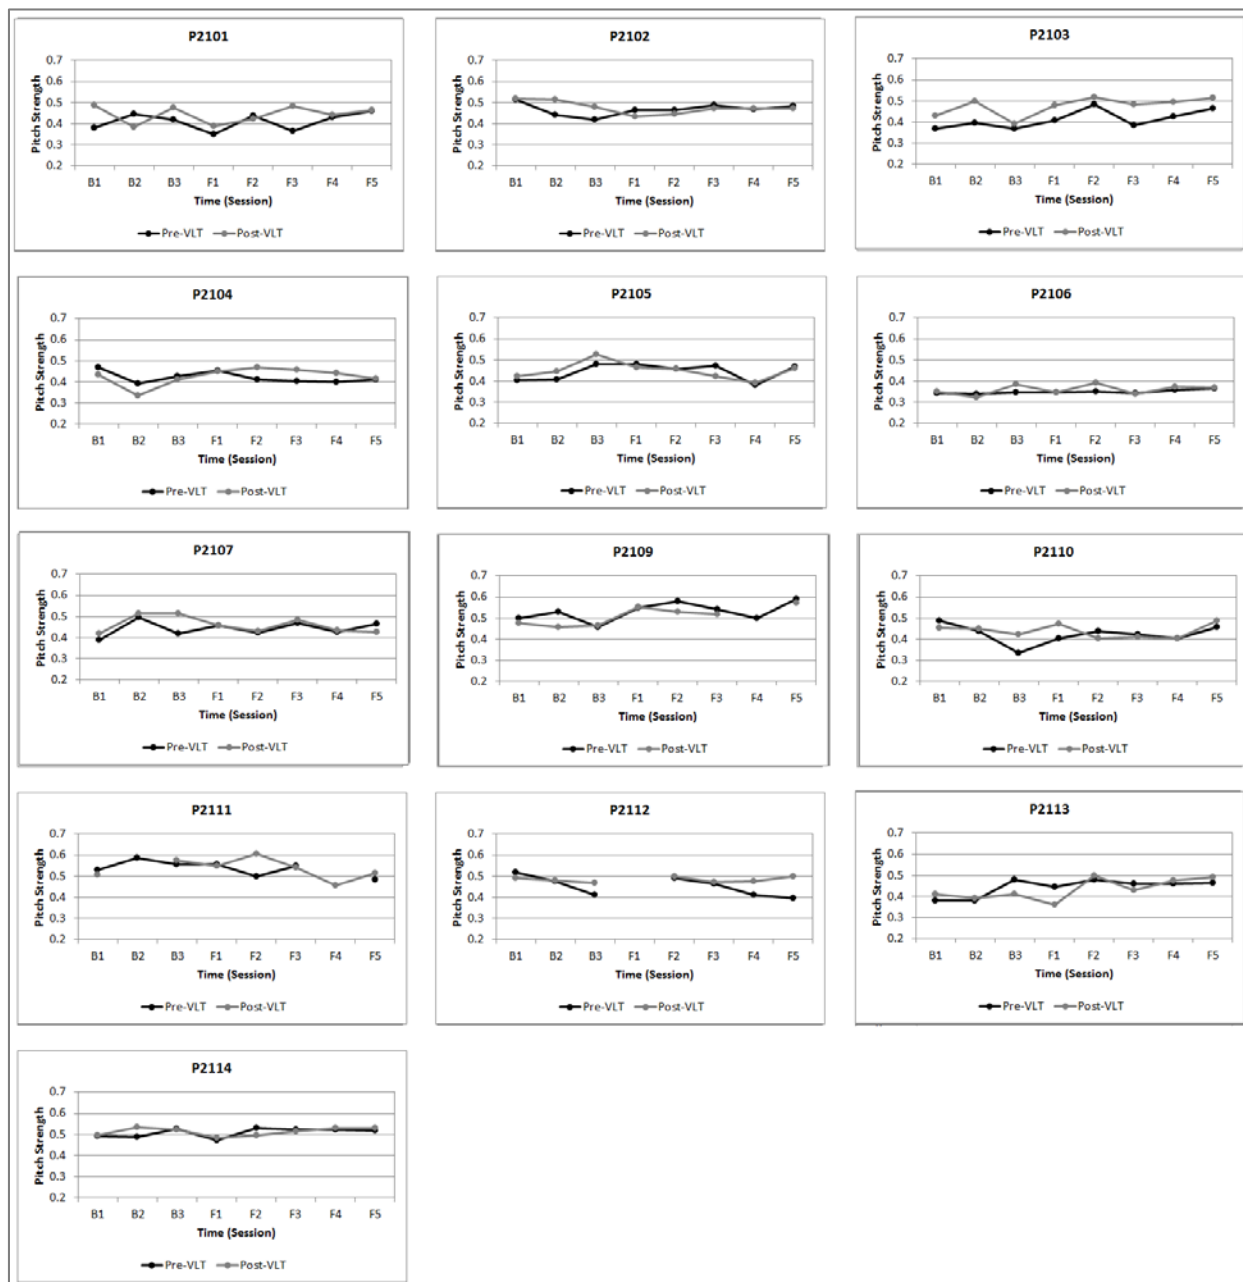 P2101
0.7
0.6
0.5
0.4
0.3
0.2
Pitch Strength
B1 B2 B3 F1 F2 F3 F4 F5
Time (Session)
Pre-VLT Post-VLT
P2102
0.7
0.6
0.5
0.4
0.3
0.2
Pitch Strength
B1 B2 B3 F1 F2 F3 F4 F5
Time (Session)
Pre-VLT Post-VLT
P2103
0.7
0.6
0.5
0.4
0.3
0.2
Pitch Strength
B1 B2 B3 F1 F2 F3 F4 F5
Time (Session)
Pre-VLT Post-VLT
P2104
0.7
0.6
0.5
0.4
0.3
0.2
Pitch Strength
B1 B2 B3 F1 F2 F3 F4 F5
Time (Session)
Pre-VLT Post-VLT
P2105
0.7
0.6
0.5
0.4
0.3
0.2
Pitch Strength
B1 B2 B3 F1 F2 F3 F4 F5
Time (Session)
Pre-VLT Post-VLT
P2106
0.7
0.6
0.5
0.4
0.3
0.2
Pitch Strength
B1 B2 B3 F1 F2 F3 F4 F5
Time (Session)
Pre-VLT Post-VLT
P2107
0.7
0.6
0.5
0.4
0.3
0.2
Pitch Strength
B1 B2 B3 F1 F2 F3 F4 F5
Time (Session)
Pre-VLT Post-VLT
P2109
0.7
0.6
0.5
0.4
0.3
0.2
Pitch Strength
B1 B2 B3 F1 F2 F3 F4 F5
Time (Session)
Pre-VLT Post-VLT
P2110
0.7
0.6
0.5
0.4
0.3
0.2
Pitch Strength
B1 B2 B3 F1 F2 F3 F4 F5
Time (Session)
Pre-VLT Post-VLT
P2111
0.7
0.6
0.5
0.4
0.3
0.2
Pitch Strength
B1 B2 B3 F1 F2 F3 F4 F5
Time (Session)
Pre-VLT Post-VLT
P2112
0.7
0.6
0.5
0.4
0.3
0.2
Pitch Strength
B1 B2 B3 F1 F2 F3 F4 F5
Time (Session)
Pre-VLT Post-VLT
P2113
0.7
0.6
0.5
0.4
0.3
0.2
Pitch Strength
B1 B2 B3 F1 F2 F3 F4 F5
Time (Session)
Pre-VLT Post-VLT
P2114
0.7
0.6
0.5
0.4
0.3
0.2
Pitch Strength
B1 B2 B3 F1 F2 F3 F4 F5
Time (Session)
Pre-VLT Post-VLT